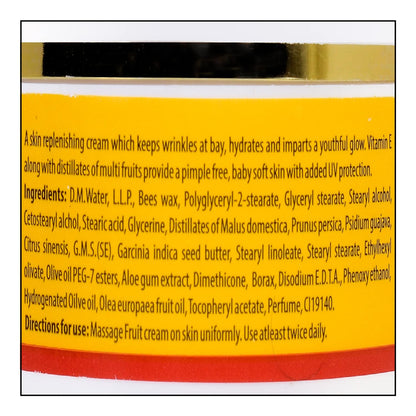 A skin replenishing cream which keeps wrinkles at bay, hydrates and imparts a youthful glow. Vitamin E
along with distillates of multi fruits provide a pimple free, baby soft skin with added UV protection.
Ingredients: D.M.Water, L.L.P., Bees wax, Polyglyceryl-2-stearate, Glyceryl stearate, Stearyl alcohol,
Cetostearyl alchol, Stearic acid, Glycerine, Distillates of Malus domestica, Prunus persica, Psidium guajava,
Citrus sinensis, G.M.S.(SE), Garcinia indica seed butter, Stearyl linoleate, Stearyl stearate, Ethylhexyl
olivate, Olive oil PEG-7 esters, Aloe gum extract, Dimethicone, Borax, Disodium E.D.T.A., Phenoxy ethanol,
Hydrogenated Oilve oil, Olea europaea fruit oil, Tocopheryl acetate, Perfume, CI19140.
Directions for use: Massage Fruit cream on skin uniformly. Use atleast twice daily.